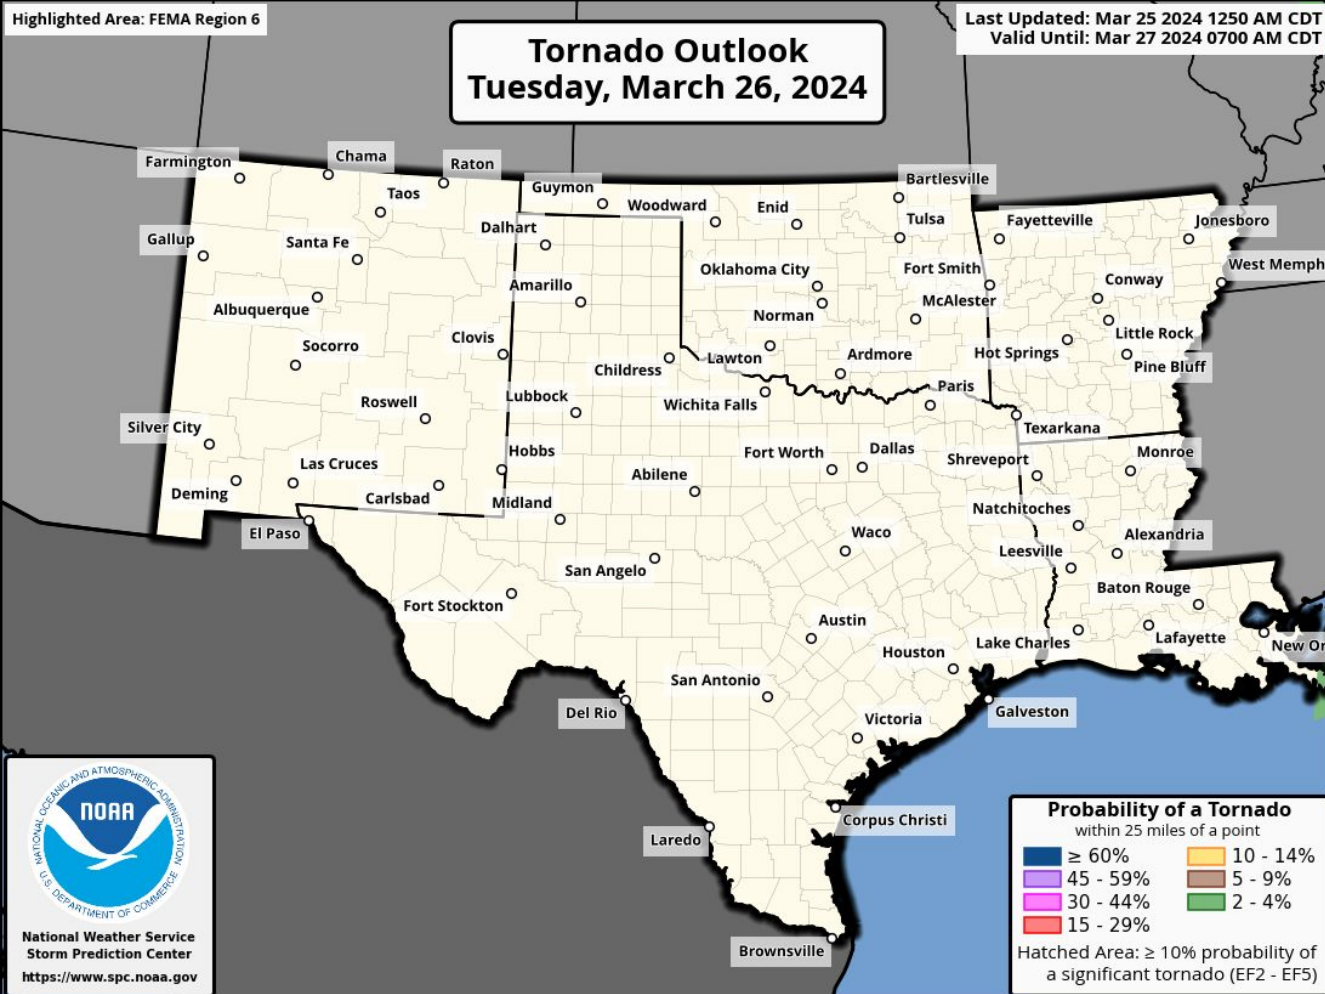 Highlighted Area: FEMA Region 6
Tornado Outlook
Tuesday, March 26, 2024
Last Updated: Mar 25 2024 1250 AM CDT
Valid Until: Mar 27 2024 0700 AM CDT
Farmington
Chama
Raton
Taos
Guymon
Woodward
Enid
Bartlesville
Tulsa
Fayetteville
Jonesboro
Gallup
Santa Fe
Dalhart
Oklahoma City
Fort Smith
West Memph
Amarillo
Conway
Albuquerque
McAlester
Norman
Socorro
Clovis
Little Rock
Childress
Lawton
Ardmore
Hot Springs
Pine Bluff
Roswell
Lubbock
Wichita Falls
Paris
Silver City
Texarkana
Las Cruces
Hobbs
Fort Worth
Dallas
Shreveport
Monroe
Abilene
Deming
Carlsbad
Midland
Natchitoches
El Paso
Waco
Alexandria
Leesville
San Angelo
Baton Rouge
Fort Stockton
Austin
Lake Charles
Lafayette
New Or
Houston
San Antonio
Del Rio
Victoria
Galveston
Corpus Christi
Laredo
Brownsville
NATIONAL OCEANIC AND ATMOSPHERIC ADMINISTRATION
NOAA
U.S. DEPARTMENT OF COMMERCE
National Weather Service
Storm Prediction Center
https://www.spc.noaa.gov
Probability of a Tornado
within 25 miles of a point
≥ 60% 10 - 14%
45 - 59% 5 - 9%
30 - 44% 2 - 4%
15 - 29%
Hatched Area: ≥ 10% probability of
a significant tornado (EF2 - EF5)